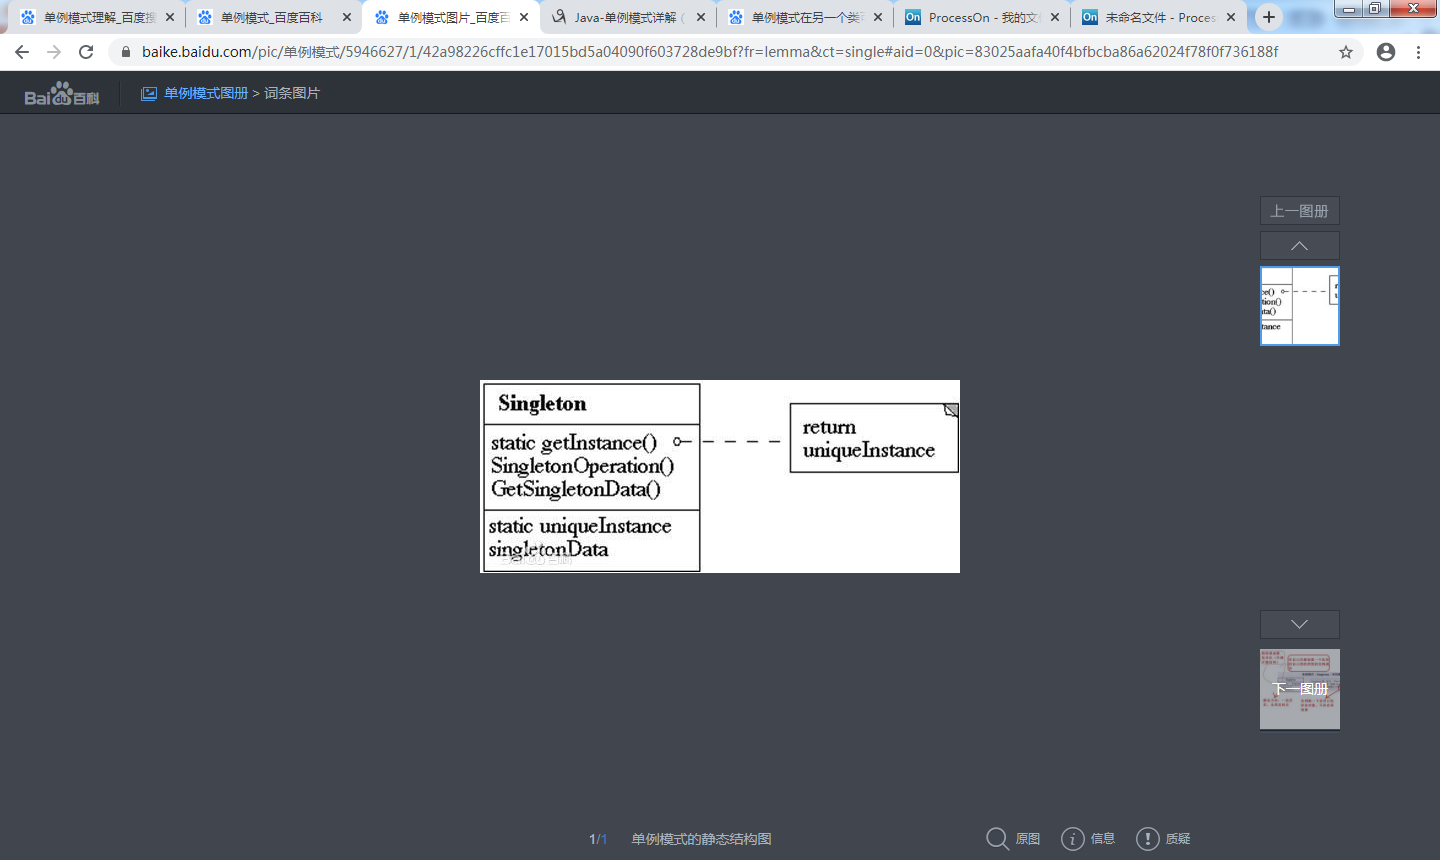 单例模式理解_百度搜
单例模式_百度百科
单例模式图片_百度百
Java-单例模式详解 (
单例模式在另一个类
On ProcessOn - 我的文
On 未命名文件 - Proces
baike.baidu.com/pic/单例模式/5946627/1/42a98226cffc1e17015bd5a04090f603728de9bf?fr=lemma&ct=single#aid=0&pic=83025aafa40f4bfbcba86a62024f78f0f736188f
Bai du 百科
单例模式图册 > 词条图片
上一图册
Singleton
static getInstance()
SingletonOperation()
GetSingletonData()
static uniqueInstance
singletonData
return
uniqueInstance
下一图册
1/1 单例模式的静态结构图
原图
信息
质疑